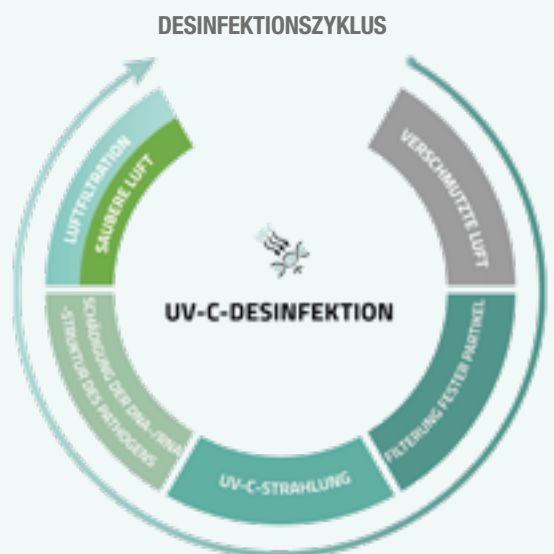 DESINFEKTIONSZYKLUS
VERSCHMUTZTE LUFT
FILTERUNG FESTER PARTIKEL
UV-C-STRAHLUNG
SCHÄDIGUNG DER DNA-/RNA
-STRUKTUR DES PATHOGENS
LUFTFILTRATION
SAUBERE LUFT
UV-C-DESINFEKTION